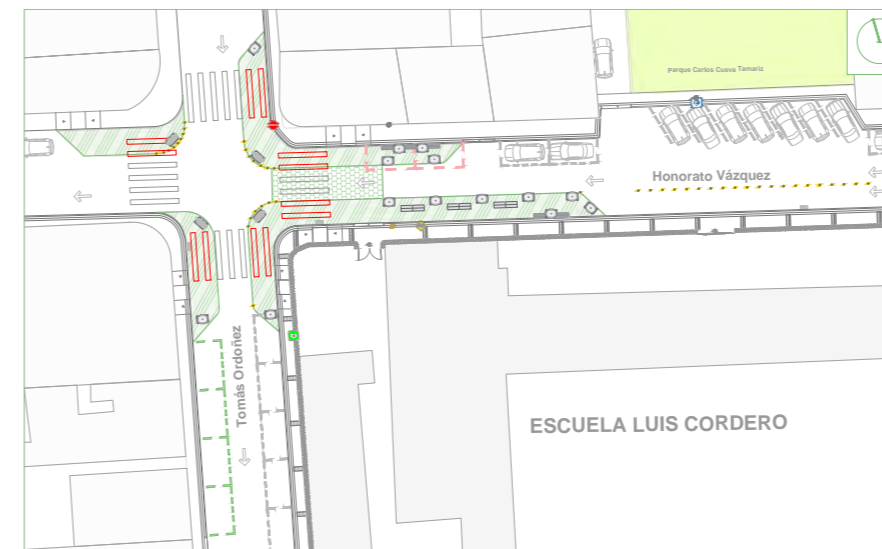 Parque Carlos Cueva Tamariz
Honorato Vázquez
Tomás Ordoñez
ESCUELA LUIS CORDERO